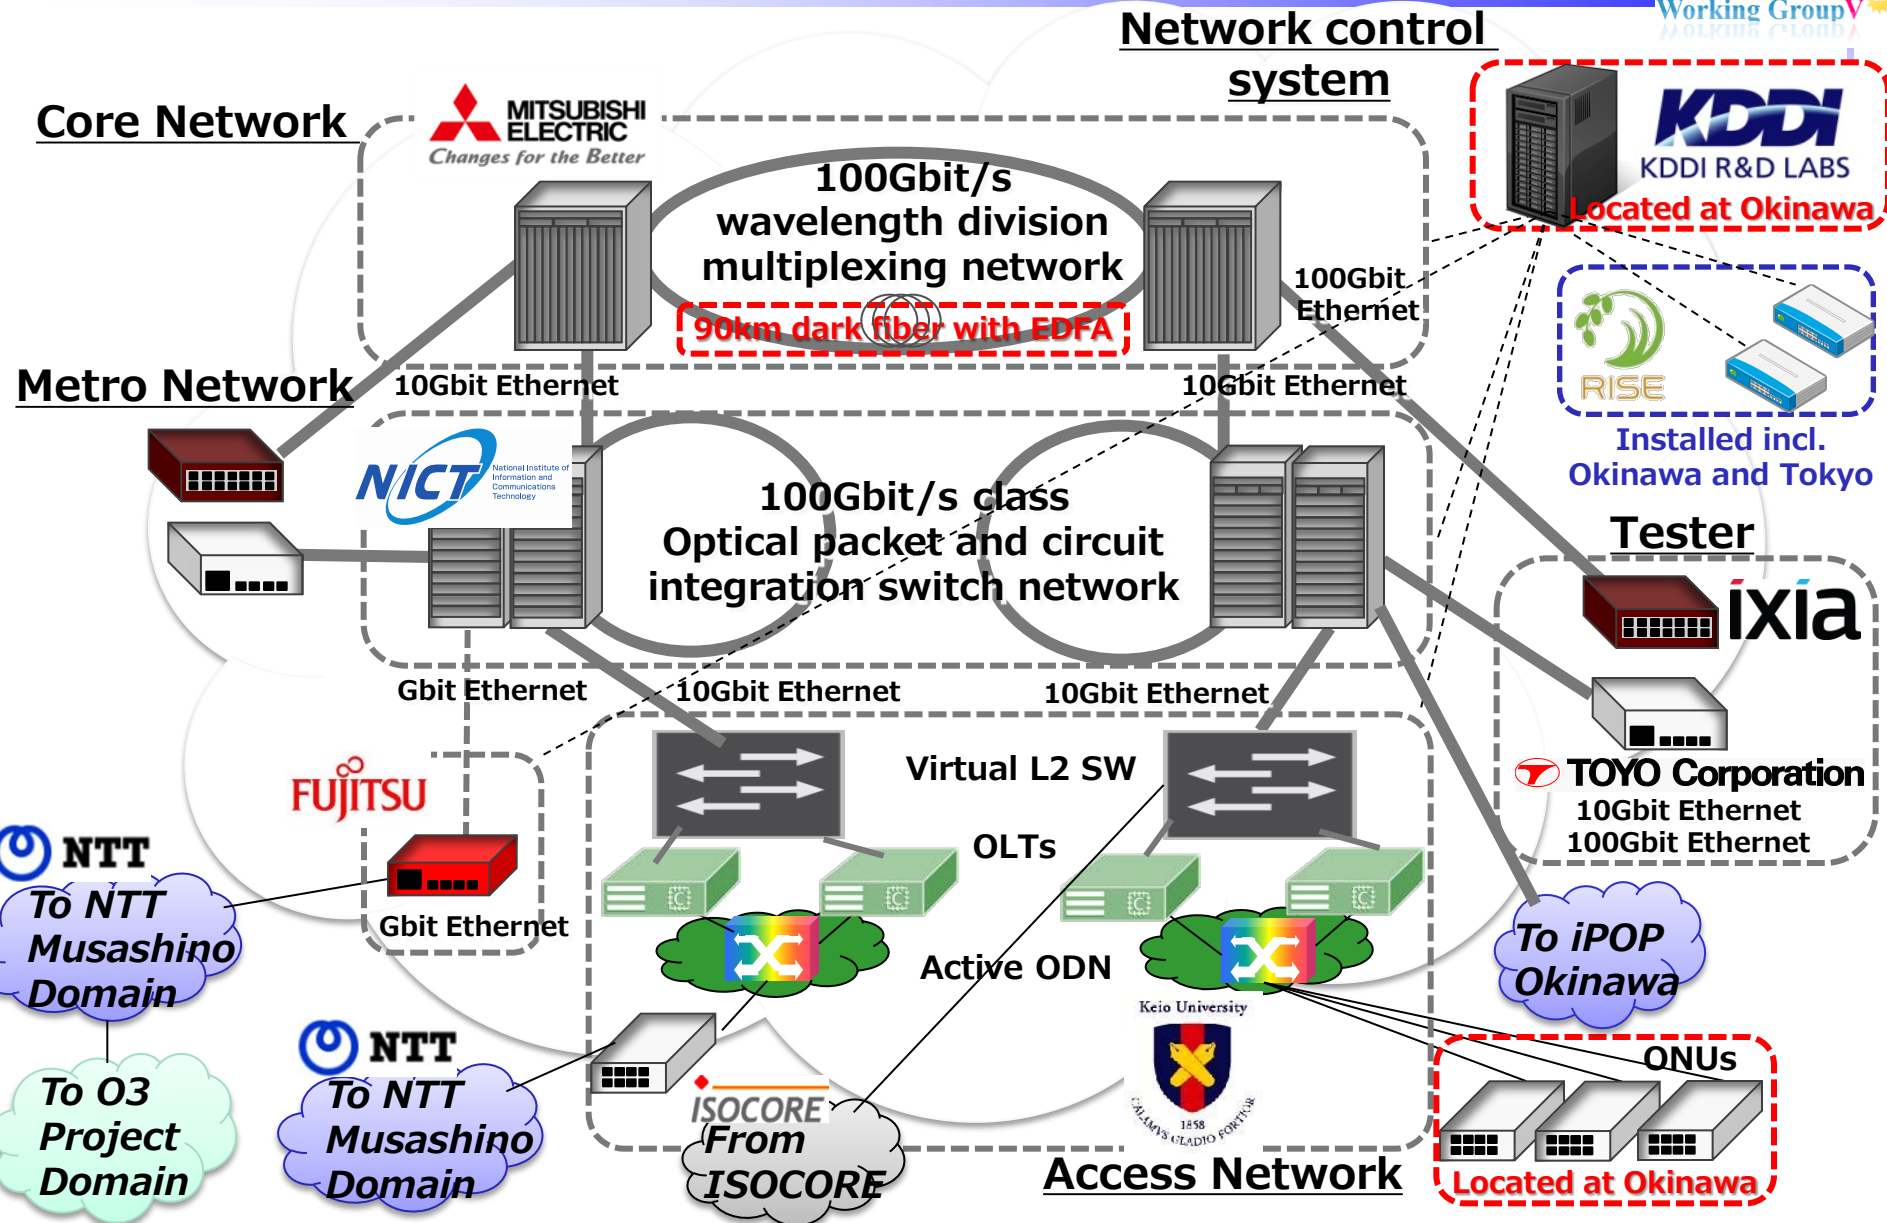 Working Group
Network control
system
Core Network
MITSUBISHI
ELECTRIC
Changes for the Better
KDDI
KDDI R&D LABS
Located at Okinawa
100Gbit/s
wavelength division
multiplexing network
90km dark fiber with EDFA
100Gbit
Ethernet
RISE
Installed incl.
Okinawa and Tokyo
Metro Network
10Gbit Ethernet
10Gbit Ethernet
NICT
National Institute of
Information and
Communications
Technology
100Gbit/s class
Optical packet and circuit
integration switch network
Tester
ixia
TOYO Corporation
10Gbit Ethernet
100Gbit Ethernet
Gbit Ethernet
10Gbit Ethernet
10Gbit Ethernet
FUJITSU
Gbit Ethernet
Virtual L2 SW
OLTs
Active ODN
NTT
To NTT
Musashino
Domain
To O3
Project
Domain
NTT
To NTT
Musashino
Domain
ISOCORE
From
ISOCORE
Keio University
1858
CALAMVS GLADIO FORTIOR
Access Network
To iPOP
Okinawa
ONUs
Located at Okinawa